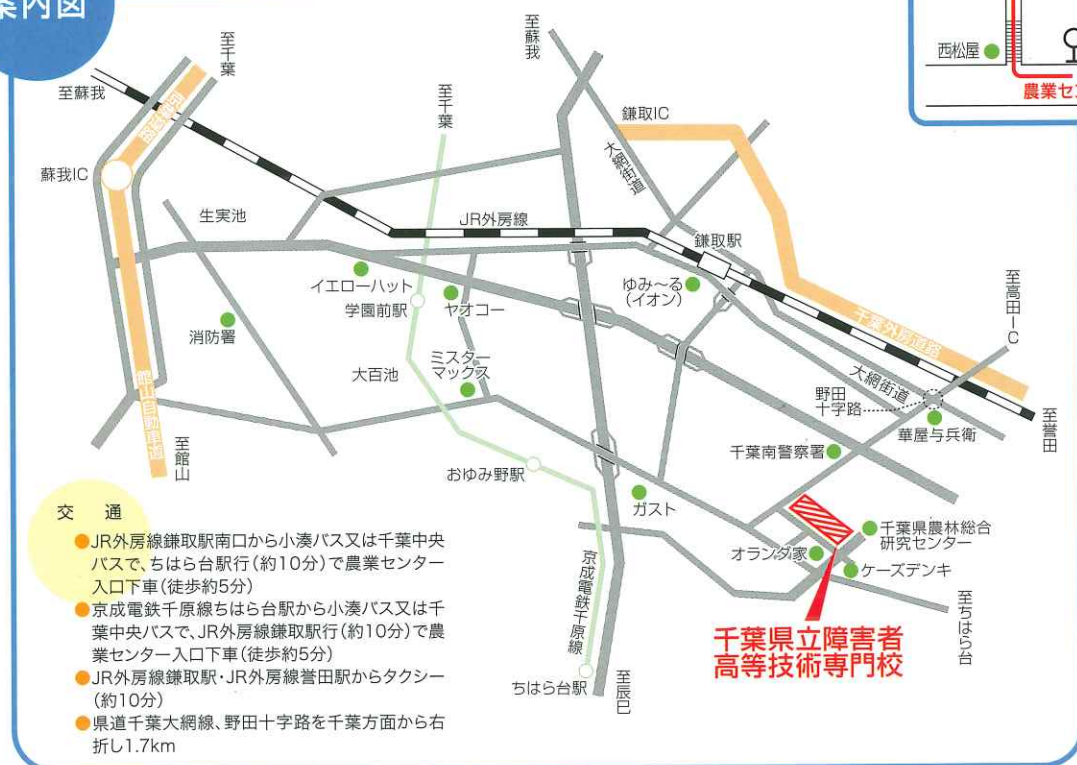 案内図
西松屋
農業セ
至千葉
至蘇我
至蘇我
至千葉
京葉道路
鎌取IC
大網街道
蘇我IC
生実池
JR外房線
鎌取駅
イエローハット
学園前駅
ヤオコー
ゆみ～る
(イオン)
至高田IC
消防署
大百池
ミスター
マックス
千葉外房道路
大網街道
野田
十字路
華屋与兵衛
至誉田
館山自動車道
至館山
千葉南警察署
おゆみ野駅
ガスト
千葉県農林総合
研究センター
オランダ家
ケーズデンキ
京成電鉄千原線
至ちはら台
千葉県立障害者
高等技術専門校
ちはら台駅
至辰巳
交 通
JR外房線鎌取駅南口から小湊バス又は千葉中央
バスで、ちはら台駅行(約10分)で農業センター
入口下車(徒歩約5分)
京成電鉄千原線ちはら台駅から小湊バス又は千
葉中央バスで、JR外房線鎌取駅行(約10分)で農
業センター入口下車(徒歩約5分)
JR外房線鎌取駅・JR外房線誉田駅からタクシー
(約10分)
県道千葉大網線、野田十字路を千葉方面から右
折し1.7km